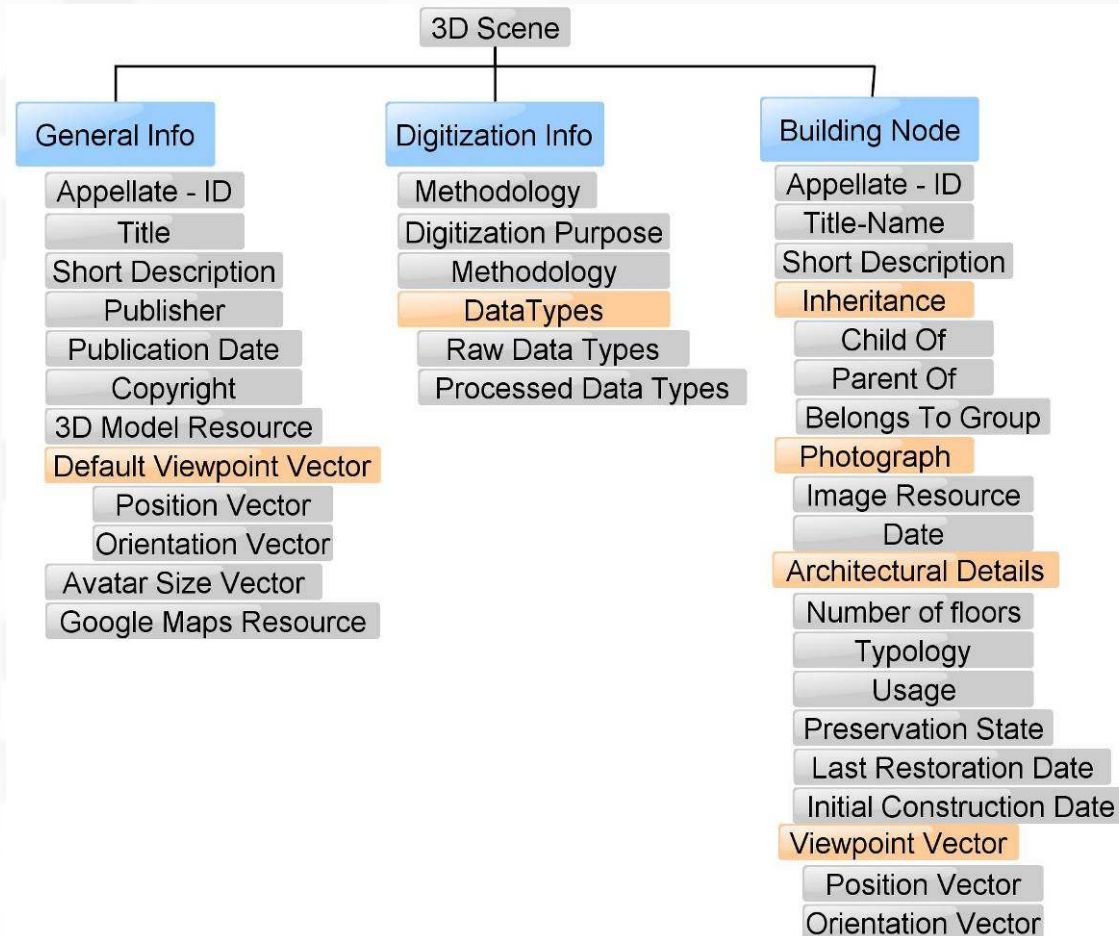 3D Scene
General Info
Appellate - ID
Title
Short Description
Publisher
Publication Date
Copyright
3D Model Resource
Default Viewpoint Vector
Position Vector
Orientation Vector
Avatar Size Vector
Google Maps Resource
Digitization Info
Methodology
Digitization Purpose
Methodology
DataTypes
Raw Data Types
Processed Data Types
Building Node
Appellate - ID
Title-Name
Short Description
Inheritance
Child Of
Parent Of
Belongs To Group
Photograph
Image Resource
Date
Architectural Details
Number of floors
Typology
Usage
Preservation State
Last Restoration Date
Initial Construction Date
Viewpoint Vector
Position Vector
Orientation Vector